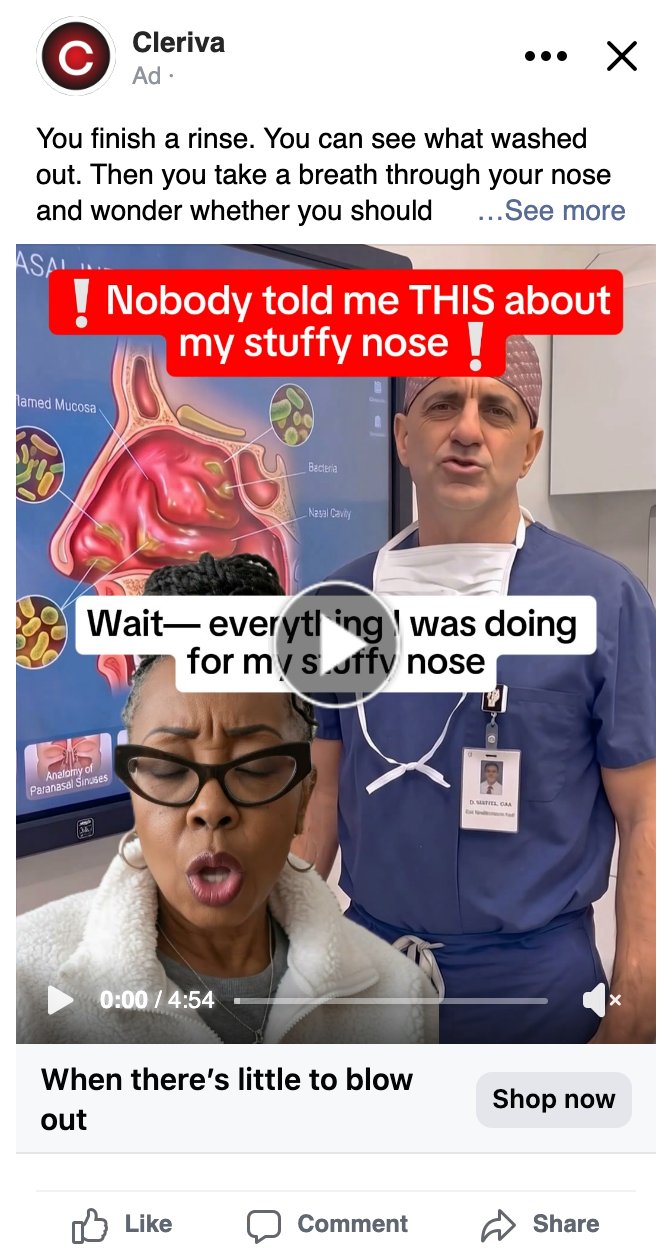 C
Cleriva
Ad ·
You finish a rinse. You can see what washed
out. Then you take a breath through your nose
and wonder whether you should ...See more
❗Nobody told me THIS about
my stuffy nose❗
lamed Mucosa
Bacteria
Nasal Cavity
Wait— everything I was doing
for my stuffy nose
Anatomy of
Paranasal Sinuses
0:00 / 4:54
When there's little to blow
out
Shop now
Like
Comment
Share